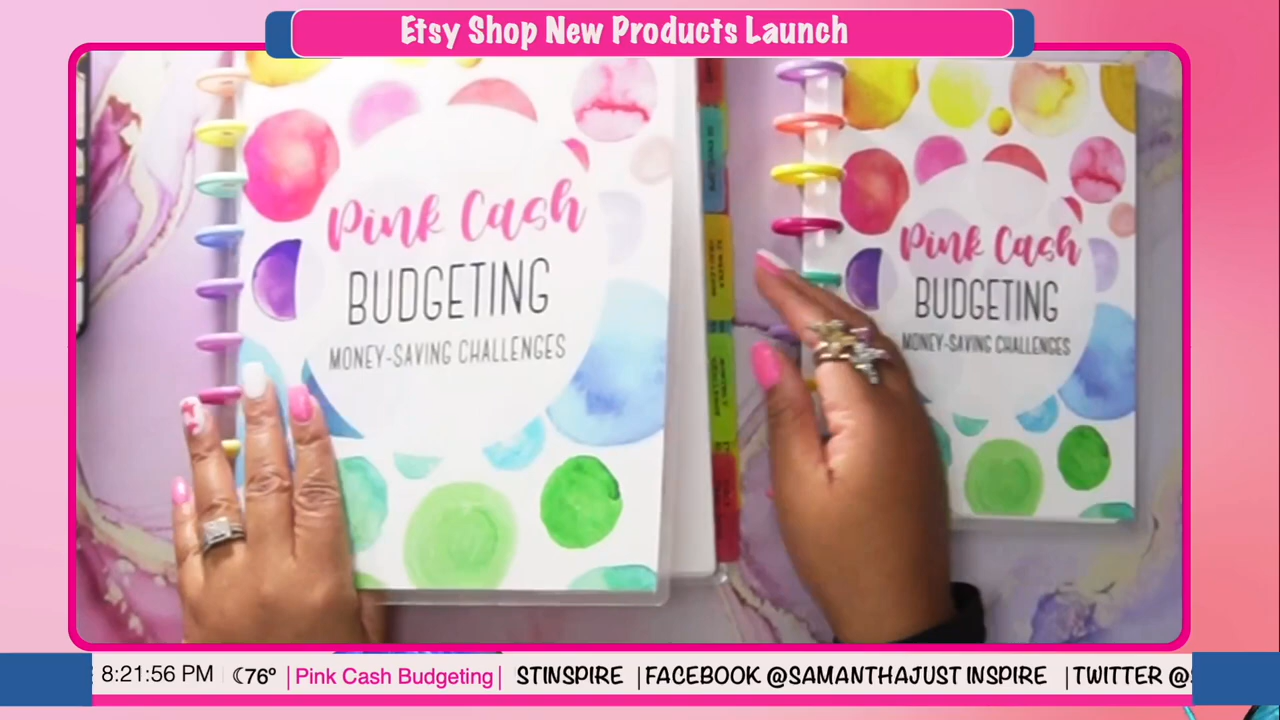 Etsy Shop New Products Launch
Pink Cash
BUDGETING
MONEY-SAVING CHALLENGES
Pink Cash
BUDGETING
MONEY-SAVING CHALLENGES
8:21:56 PM 76° |Pink Cash Budgeting| STINSPIRE |FACEBOOK @SAMANTHAJUST INSPIRE |TWITTER @